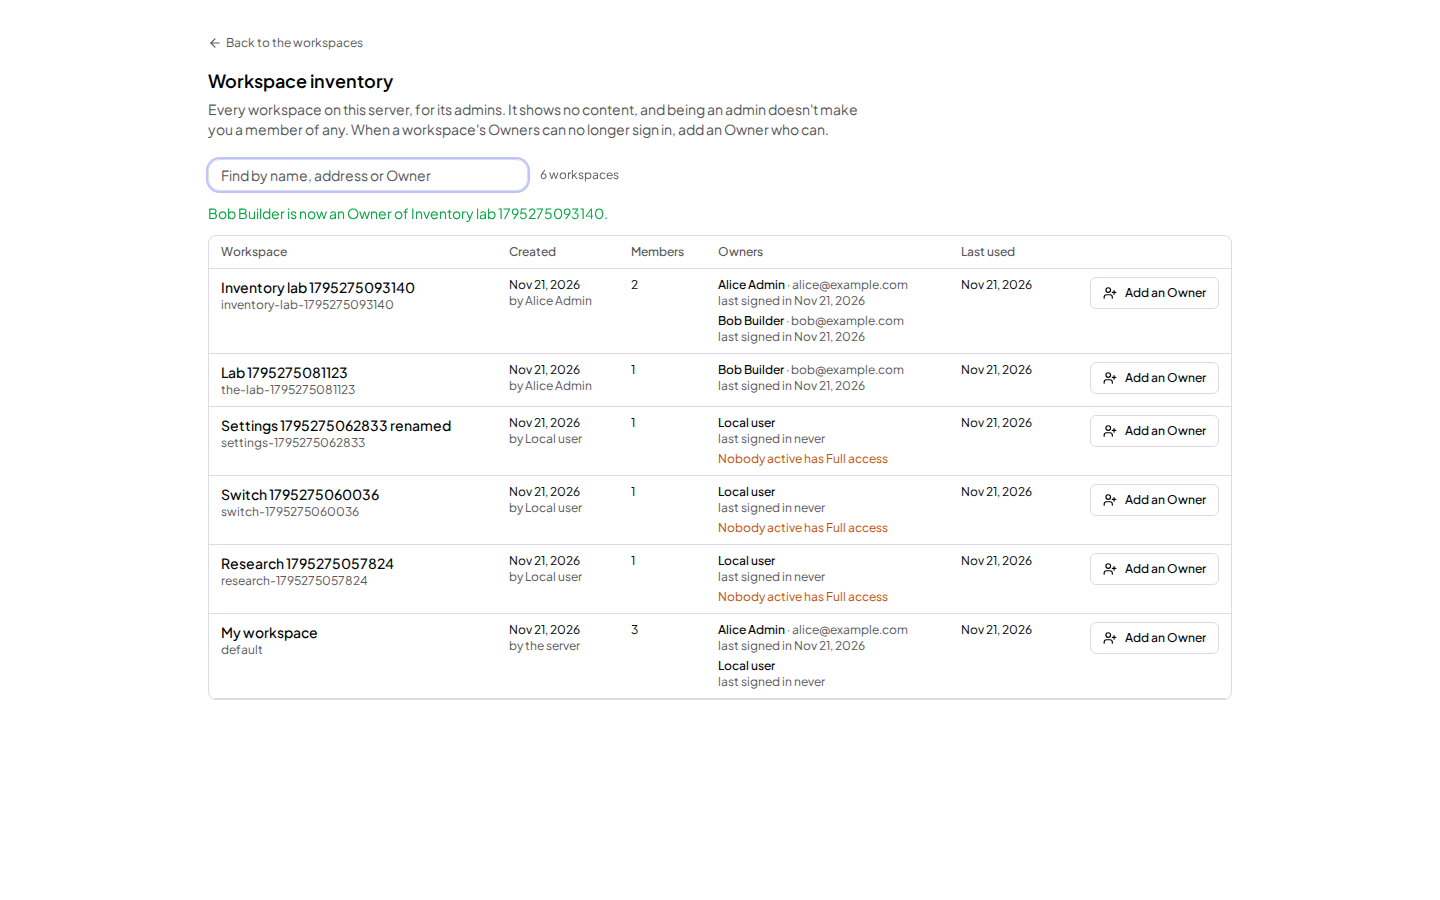 Back to the workspaces
Workspace inventory
Every workspace on this server, for its admins. It shows no content, and being an admin doesn't make
you a member of any. When a workspace's Owners can no longer sign in, add an Owner who can.
Find by name, address or Owner
6 workspaces
Bob Builder is now an Owner of Inventory lab 1795275093140.
Workspace Created Members Owners Last used
Inventory lab 1795275093140 Nov 21, 2026 2 Alice Admin · alice@example.com Nov 21, 2026 Add an Owner
inventory-lab-1795275093140 by Alice Admin last signed in Nov 21, 2026
Bob Builder · bob@example.com
last signed in Nov 21, 2026
Lab 1795275081123 Nov 21, 2026 1 Bob Builder · bob@example.com Nov 21, 2026 Add an Owner
the-lab-1795275081123 by Alice Admin last signed in Nov 21, 2026
Settings 1795275062833 renamed Nov 21, 2026 1 Local user Nov 21, 2026 Add an Owner
settings-1795275062833 by Local user last signed in never
Nobody active has Full access
Switch 1795275060036 Nov 21, 2026 1 Local user Nov 21, 2026 Add an Owner
switch-1795275060036 by Local user last signed in never
Nobody active has Full access
Research 1795275057824 Nov 21, 2026 1 Local user Nov 21, 2026 Add an Owner
research-1795275057824 by Local user last signed in never
Nobody active has Full access
My workspace Nov 21, 2026 3 Alice Admin · alice@example.com Nov 21, 2026 Add an Owner
default by the server last signed in Nov 21, 2026
Local user
last signed in never